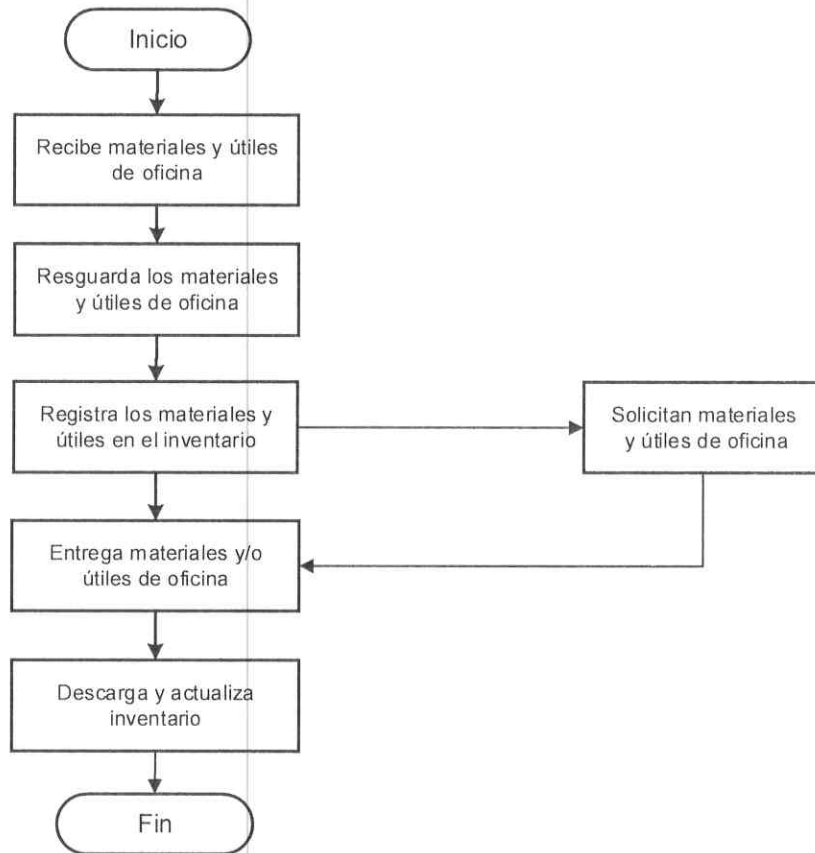 Inicio
Recibe materiales y útiles
de oficina
Resguarda los materiales
y útiles de oficina
Registra los materiales y
útiles en el inventario
Solicitan materiales
y útiles de oficina
Entrega materiales y/o
útiles de oficina
Descarga y actualiza
inventario
Fin